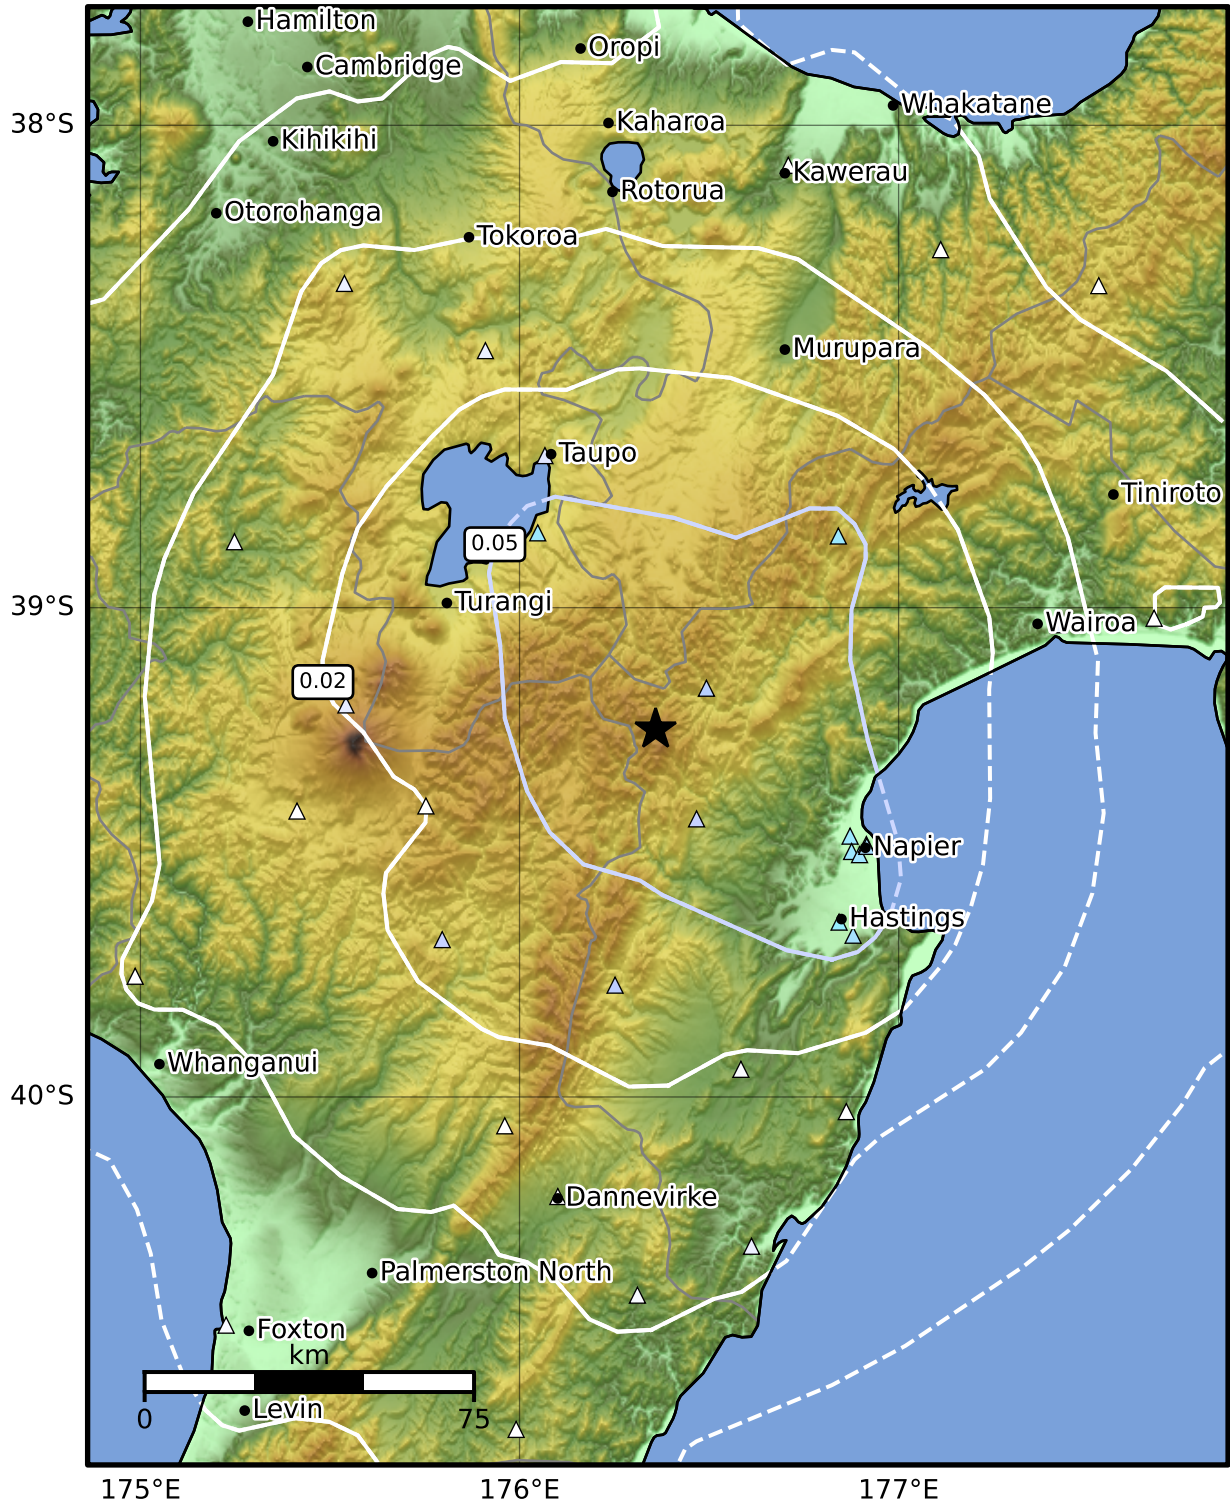 Hamilton
Oropi
Cambridge
Whakatane
38°S
Kaharoa
Kihikihi
Kawerau
Rotorua
Otorohanga
Tokoroa
Murupara
Taupo
Tiniroto
0.05
39°S
Turangi
Wairoa
0.02
Napier
Hastings
Whanganui
40°S
Dannevirke
Palmerston North
Foxton
km
Levin
0
75
175°E
176°E
177°E